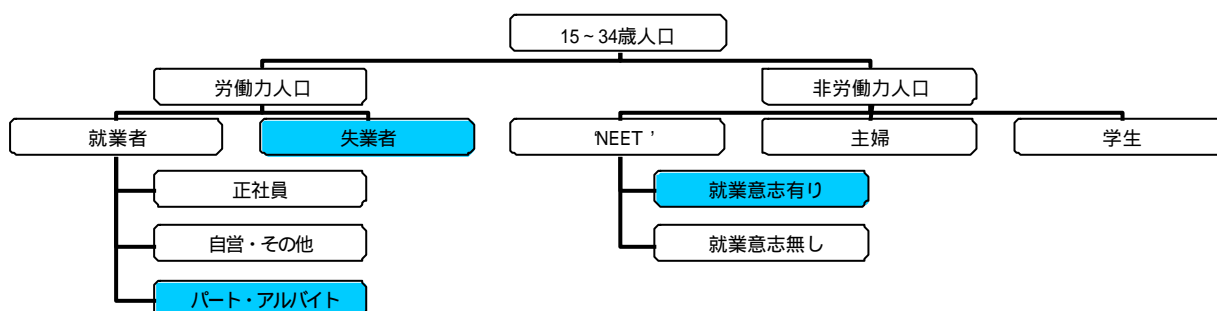 15~34歳人口
労働力人口
非労働力人口
就業者
失業者
‘NEET’
主婦
学生
正社員
就業意志有り
自営・その他
就業意志無し
パート・アルバイト